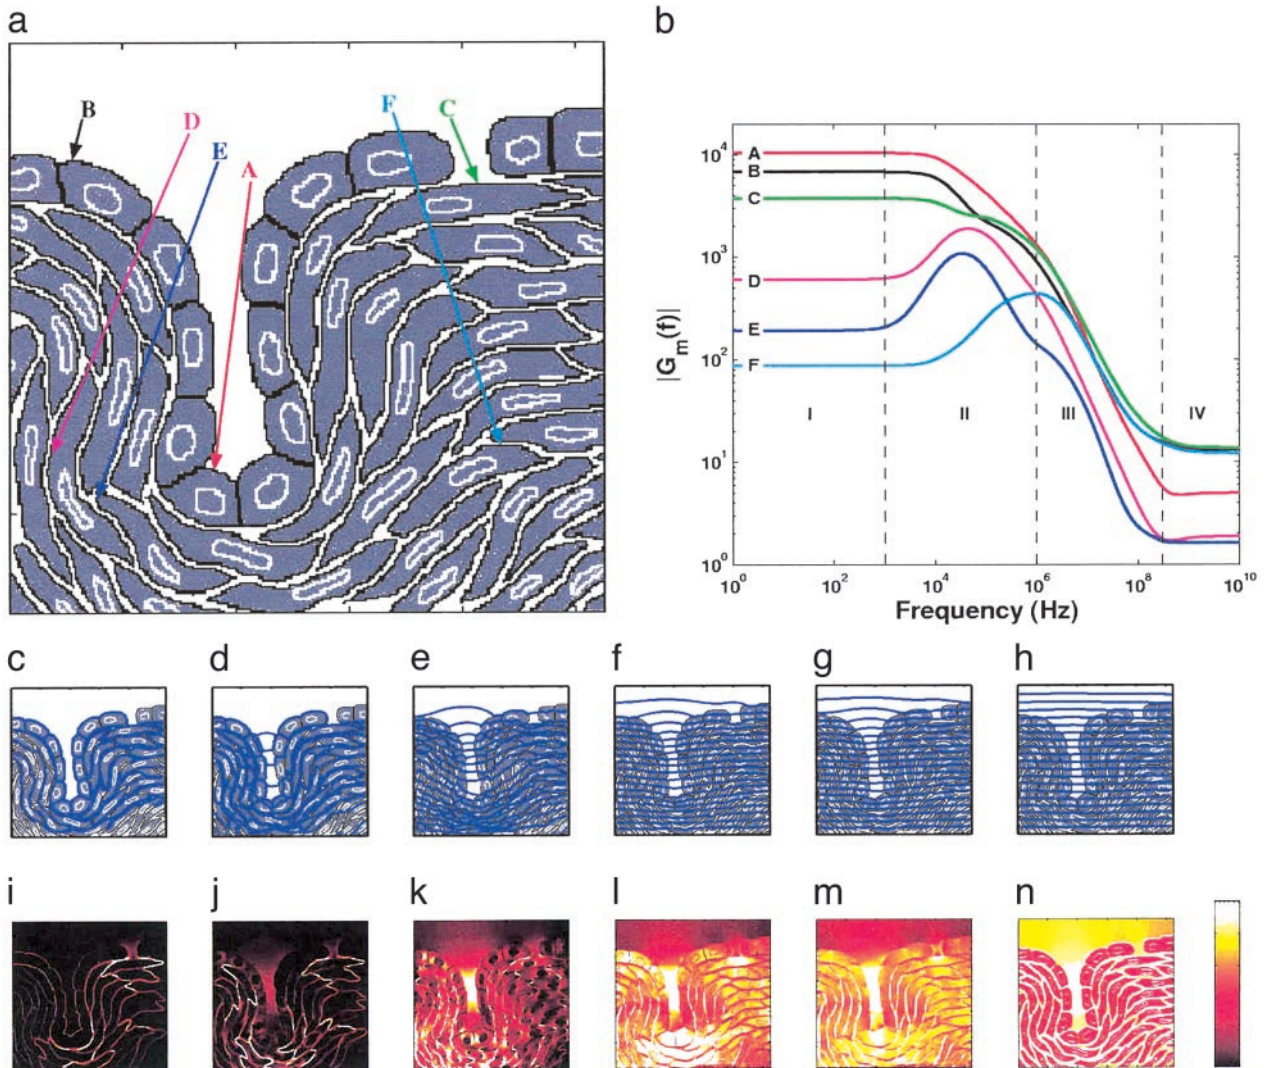 a
B
D
E
A
F
C
b
|G_m(f)|
10^4
10^3
10^2
10^1
10^0
A
B
C
D
E
F
I
II
III
IV
10^0 10^2 10^4 10^6 10^8 10^10
Frequency (Hz)
c d e f g h
i j k l m n